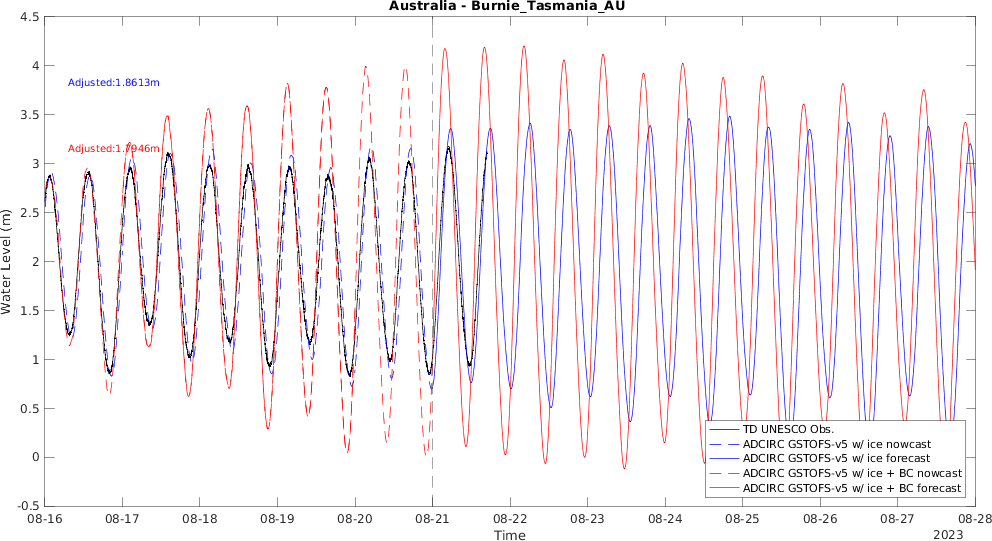 Australia - Burnie_Tasmania_AU
4.5
4
3.5
3
2.5
2
1.5
1
0.5
0
-0.5
Water Level (m)
Adjusted:1.8613m
Adjusted:1.7946m
TD UNESCO Obs.
ADCIRC GSTOFS-v5 w/ ice nowcast
ADCIRC GSTOFS-v5 w/ ice forecast
ADCIRC GSTOFS-v5 w/ ice + BC nowcast
ADCIRC GSTOFS-v5 w/ ice + BC forecast
08-16 08-17 08-18 08-19 08-20 08-21 08-22 08-23 08-24 08-25 08-26 08-27 08-28
Time
2023